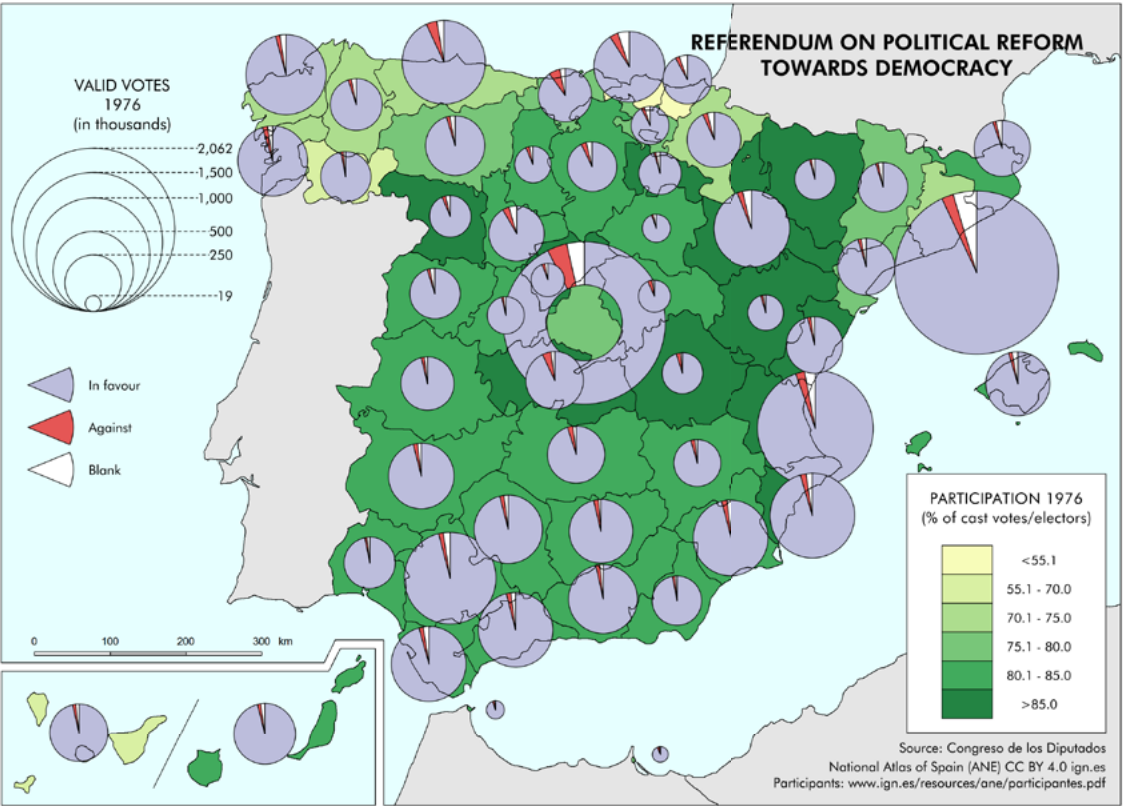 REFERENDUM ON POLITICAL REFORM
TOWARDS DEMOCRACY
VALID VOTES
1976
(in thousands)
2,062
1,500
1,000
500
250
19
In favour
Against
Blank
PARTICIPATION 1976
(% of cast votes/electors)
<55.1
55.1 - 70.0
70.1 - 75.0
75.1 - 80.0
80.1 - 85.0
>85.0
0 100 200 300 km
Source: Congreso de los Diputados
National Atlas of Spain (ANE) CC BY 4.0 ign.es
Participants: www.ign.es/resources/ane/participantes.pdf